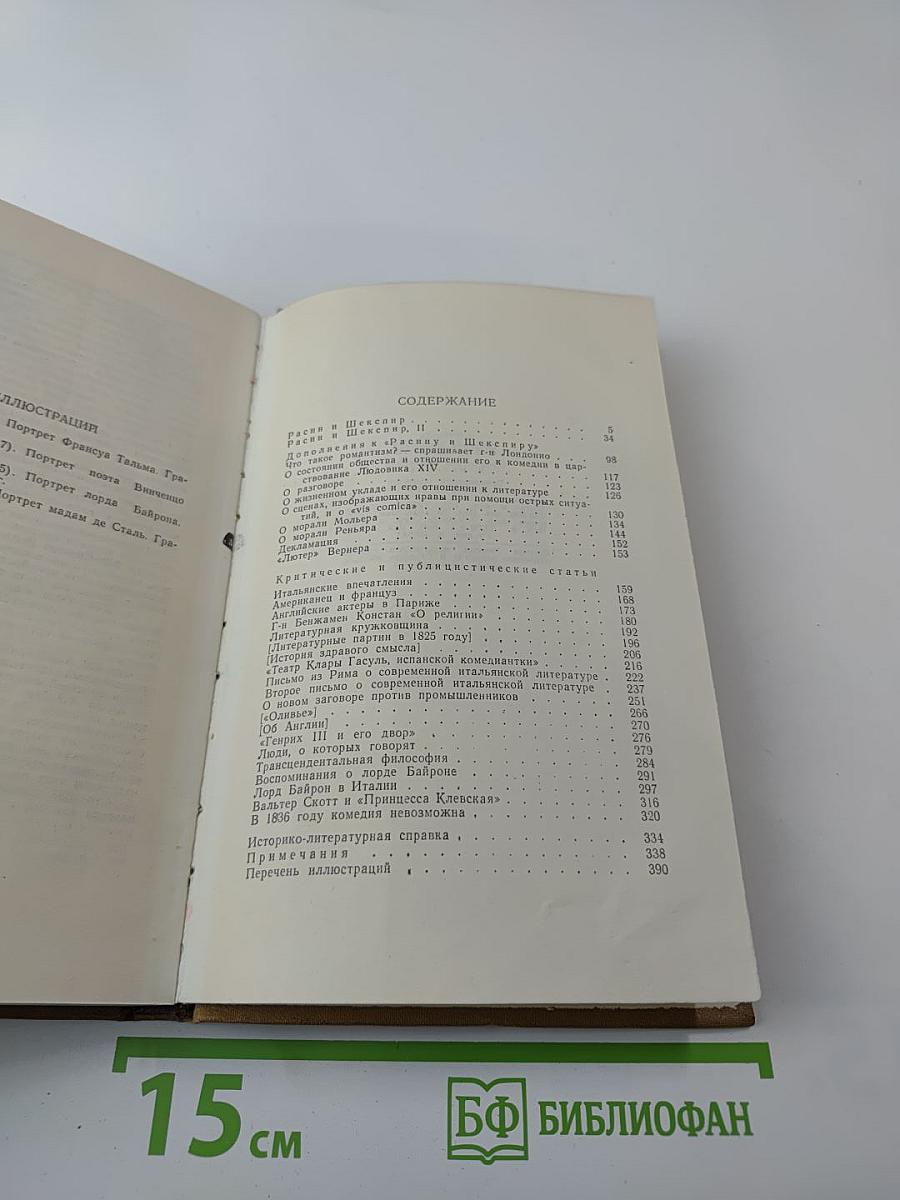 ЛЛЮСТРАЦИЙ
Портрет Франсуа Тальма. Гра-
7). Портрет поэта Винченцо
5). Портрет лорда Байрона.
Портрет мадам де Сталь. Гра-
СОДЕРЖАНИЕ
Расин и Шекспир . . . . . . . . . . . . 5
Расин и Шекспир, II . . . . . . . . . . . 34
Дополнения к «Расину и Шекспиру»
Что такое романтизм? — спрашивает г-н Лондонио . . . 98
О состоянии общества и отношении его к комедии в цар-
ствование Людовика XIV . . . . . . . . . . 117
О разговоре . . . . . . . . . . . . 123
О жизненном укладе и его отношении к литературе . . . 126
О сценах, изображающих нравы при помощи острых ситуа-
тий, и о «vis comica» . . . . . . . . . . 130
О морали Мольера . . . . . . . . . . . 134
О морали Реньяра . . . . . . . . . . . 144
Декламация . . . . . . . . . . . . 152
«Лютер» Вернера . . . . . . . . . . . 153
Критические и публицистические статьи
Итальянские впечатления . . . . . . . . . . 159
Американец и француз . . . . . . . . . . 168
Английские актеры в Париже . . . . . . . . . 173
Г-н Бенжамен Констан «О религии» . . . . . . . 180
Литературная кружковщина . . . . . . . . . 192
[Литературные партии в 1825 году] . . . . . . . 196
[История здравого смысла] . . . . . . . . . 206
«Театр Клары Гасуль, испанской комедиантки» . . . . 216
Письмо из Рима о современной итальянской литературе . 222
Второе письмо о современной итальянской литературе . 237
О новом заговоре против промышленников . . . . . 251
[«Оливье»] . . . . . . . . . . . . 266
[Об Англии] . . . . . . . . . . . . 270
«Генрих III и его двор» . . . . . . . . . . 276
Люди, о которых говорят . . . . . . . . . . 279
Трансцендентальная философия . . . . . . . . 284
Воспоминания о лорде Байроне . . . . . . . . 291
Лорд Байрон в Италии . . . . . . . . . . 297
Вальтер Скотт и «Принцесса Клевская» . . . . . . 316
В 1836 году комедия невозможна . . . . . . . . 320
Историко-литературная справка . . . . . . . . 334
Примечания . . . . . . . . . . . . 338
Перечень иллюстраций . . . . . . . . . . 390
15 см
БФ БИБЛИОФАН